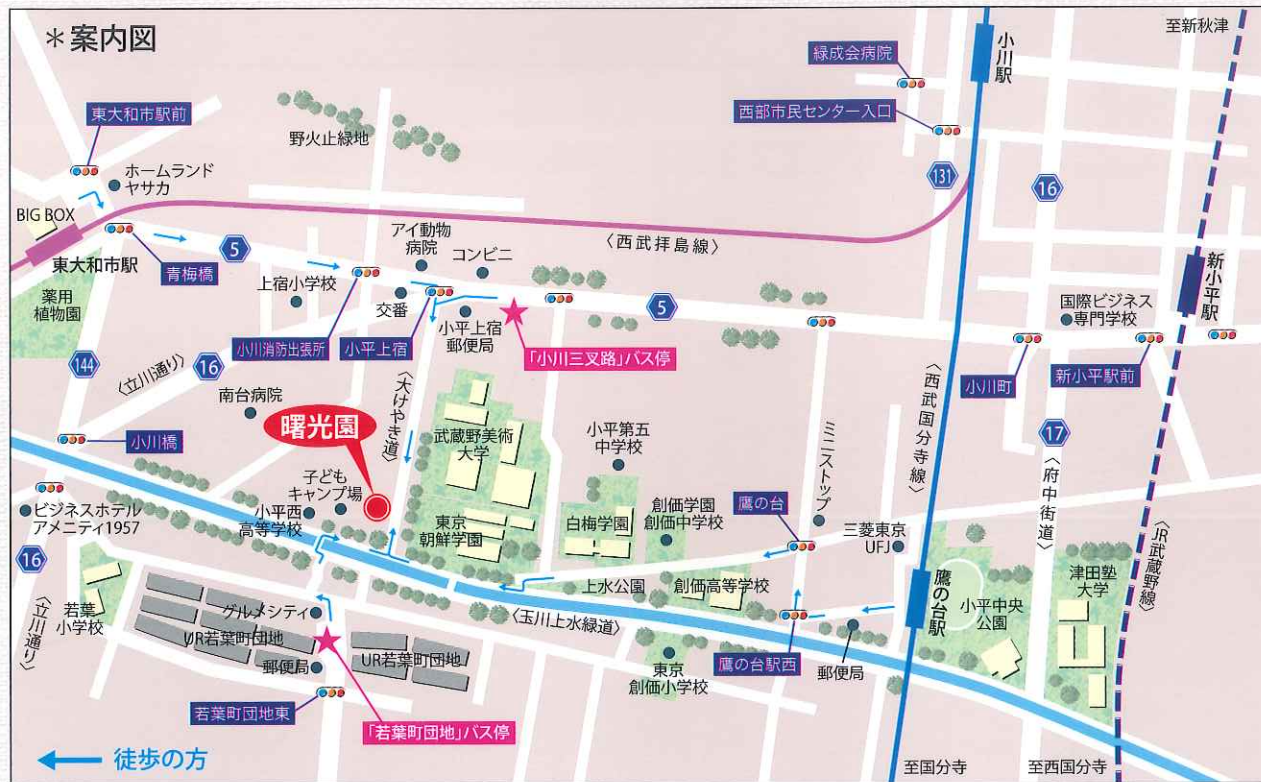 ＊案内図
至新秋津
小川駅
緑成会病院
西部市民センター入口
131
16
東大和市駅前
ホームランド
ヤサカ
野火止緑地
BIG BOX
東大和市駅
薬用
植物園
青梅橋
5
〈西武拝島線〉
アイ動物
病院
コンビニ
上宿小学校
交番
小川消防出張所
小平上宿
小平上宿
郵便局
「小川三叉路」バス停
5
新小平駅
国際ビジネス
専門学校
小川町
新小平駅前
144
〈立川通り〉
16
南台病院
小川橋
曙光園
〈大けやき道〉
武蔵野美術
大学
小平第五
中学校
ミニストップ
〈西武国分寺線〉
17
〈府中街道〉
〈JR武蔵野線〉
ビジネスホテル
アメニティ1957
小平西
高等学校
子ども
キャンプ場
東京
朝鮮学園
白梅学園
創価学園
創価中学校
鷹の台
三菱東京
UFJ
16
〈立川通り〉
若葉
小学校
上水公園
創価高等学校
鷹の台駅
小平中央
公園
津田塾
大学
グルメシティ
UR若葉町団地
UR若葉町団地
〈玉川上水緑道〉
郵便局
東京
創価小学校
鷹の台駅西
郵便局
若葉町団地東
「若葉町団地」バス停
徒歩の方
至国分寺
至西国分寺